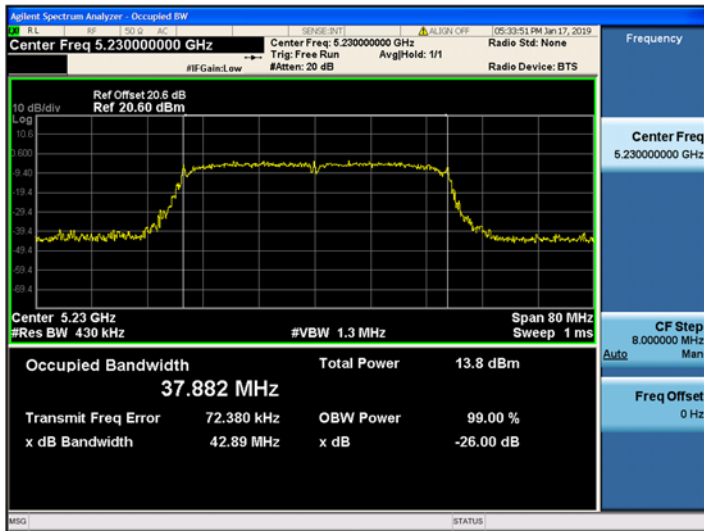 Agilent Spectrum Analyzer - Occupied BW
RL RF 50 Ω AC SENSE:INT ALIGN OFF 05:33:51 PM Jan 17, 2019
Center Freq 5.230000000 GHz Center Freq: 5.230000000 GHz Radio Std: None
Trig: Free Run Avg|Hold: 1/1
#IFGain:Low #Atten: 20 dB Radio Device: BTS
Ref Offset 20.6 dB
10 dB/div Ref 20.60 dBm
Log
10.6
0.600
-9.40
-19.4
-29.4
-39.4
-49.4
-59.4
-69.4
Center 5.23 GHz Span 80 MHz
#Res BW 430 kHz #VBW 1.3 MHz Sweep 1 ms
Occupied Bandwidth Total Power 13.8 dBm
37.882 MHz
Transmit Freq Error 72.380 kHz OBW Power 99.00 %
x dB Bandwidth 42.89 MHz x dB -26.00 dB
MSG STATUS
Frequency
Center Freq
5.230000000 GHz
CF Step
8.000000 MHz
Auto Man
Freq Offset
0 Hz